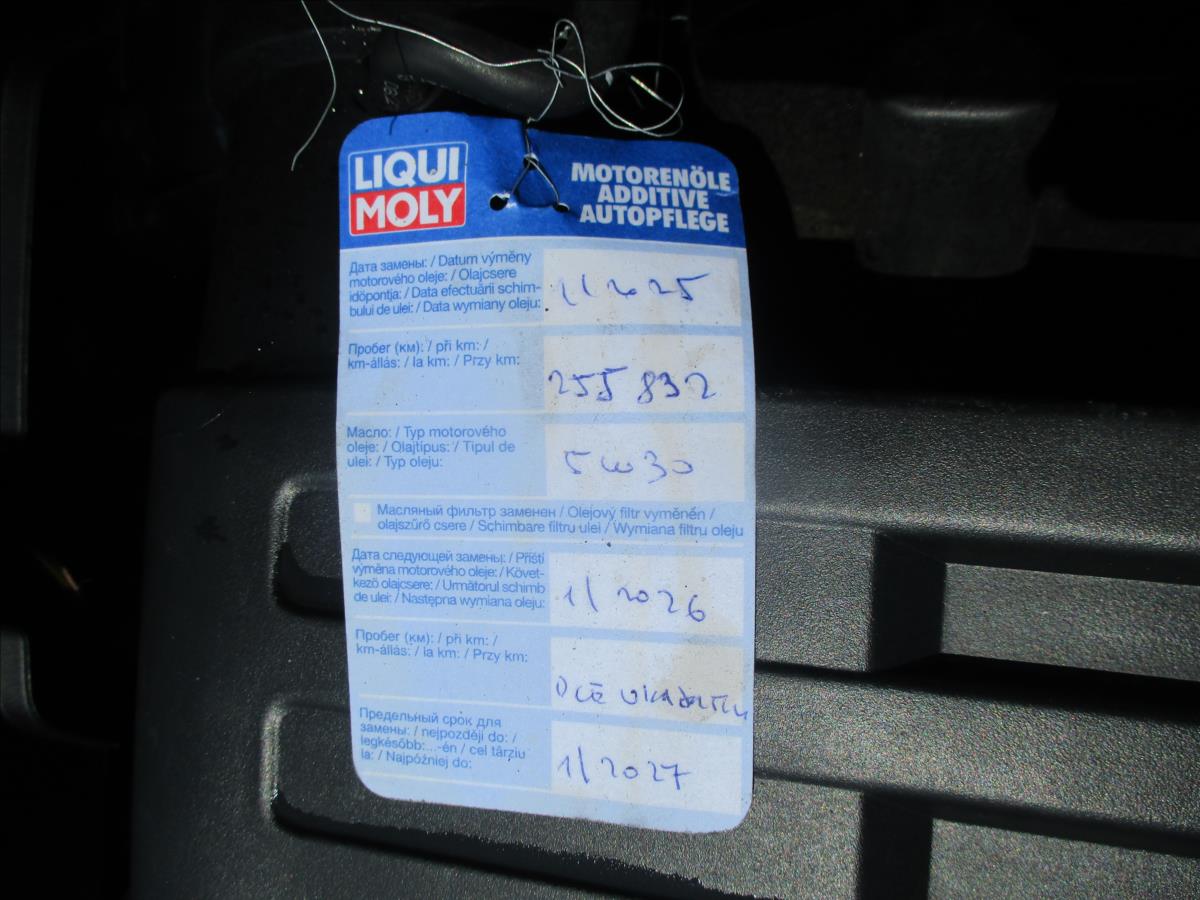 LIQUI
MOLY
MOTORENÖLE
ADDITIVE
AUTOPFLEGE
Дата замены: / Datum výměny
motorového oleje: / Olajcsere
időpontja: / Data efectuării schim-
bului de ulei: / Data wymiany oleju:
1/2025
Пробег (км): / při km: /
km-állás: / la km: / Przy km:
255 832
Масло: / Typ motorového
oleje: / Olajtípus: / Tipul de
ulei: / Typ oleju:
5W30
Масляный фильтр заменен / Olejový filtr vyměněn /
olajszűrő csere / Schimbare filtru ulei / Wymiana filtru oleju
Дата следующей замены: / Příští
výměna motorového oleje: / Követ-
kező olajcsere: / Următorul schimb
de ulei: / Następna wymiana oleju:
1/2026
Пробег (км): / při km: /
km-állás: / la km: / Przy km:
DLE
Предельный срок для
замены: / nejpozději do: /
legkésőbb:...-én / cel târziu
la: / Najpóźniej do:
1/2027